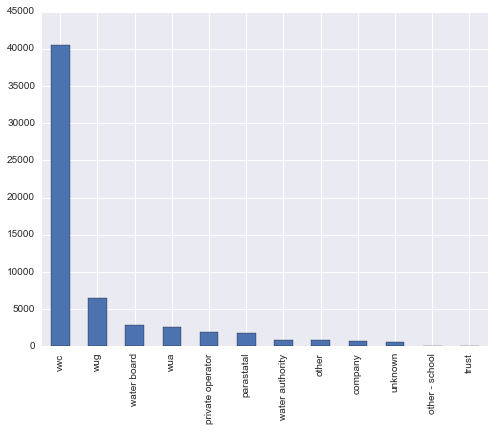 45000
40000
35000
30000
25000
20000
15000
10000
5000
0
vwc
wug
water board
wua
private operator
parastatal
water authority
other
company
unknown
other - school
trust